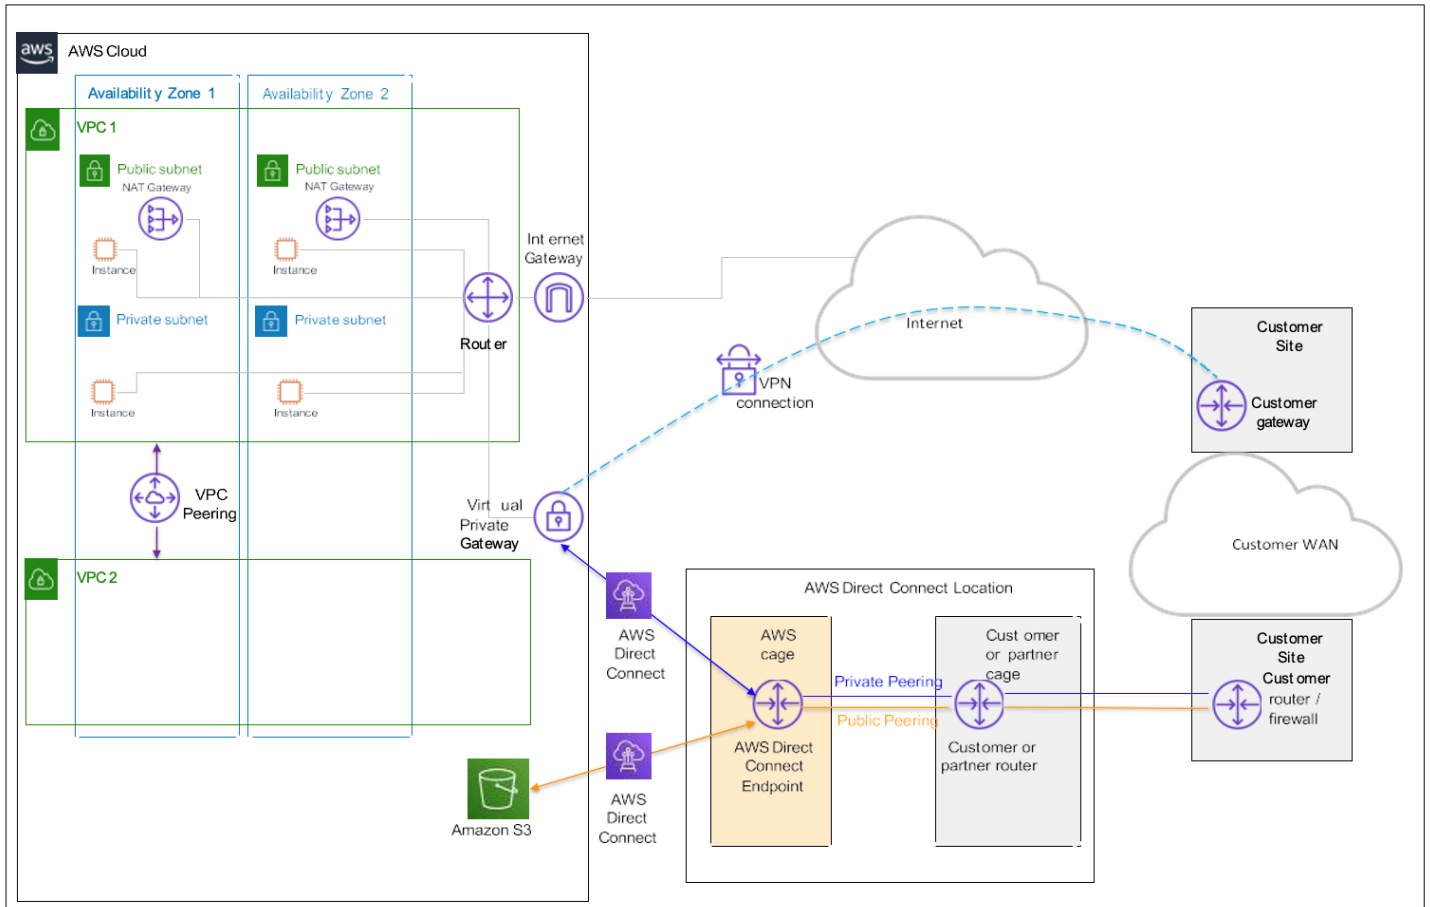 aws
AWS Cloud
Availability Zone 1
Availability Zone 2
VPC 1
Public subnet
NAT Gateway
Public subnet
NAT Gateway
Instance
Instance
Internet
Gateway
Private subnet
Private subnet
Router
Instance
Instance
Internet
VPN
connection
Customer
Site
Customer
gateway
VPC
Peering
Virtual
Private
Gateway
Customer WAN
VPC 2
AWS
Direct
Connect
AWS Direct Connect Location
AWS
cage
Customer
or partner
cage
Private Peering
Public Peering
AWS Direct
Connect
Endpoint
Customer or
partner router
Customer
Site
Customer
router /
firewall
Amazon S3
AWS
Direct
Connect